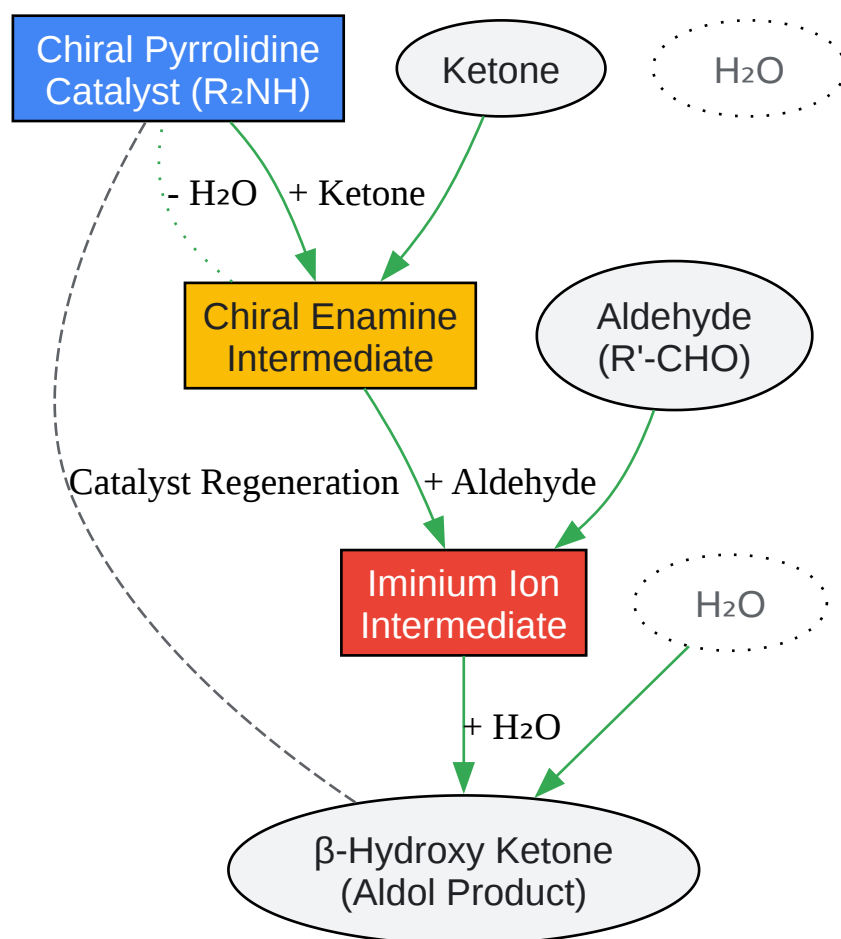 Chiral Pyrrolidine
Catalyst (R₂NH)
Ketone
H₂O
- H₂O
+ Ketone
Chiral Enamine
Intermediate
Aldehyde
(R'-CHO)
Catalyst Regeneration
+ Aldehyde
Iminium Ion
Intermediate
H₂O
+ H₂O
β-Hydroxy Ketone
(Aldol Product)